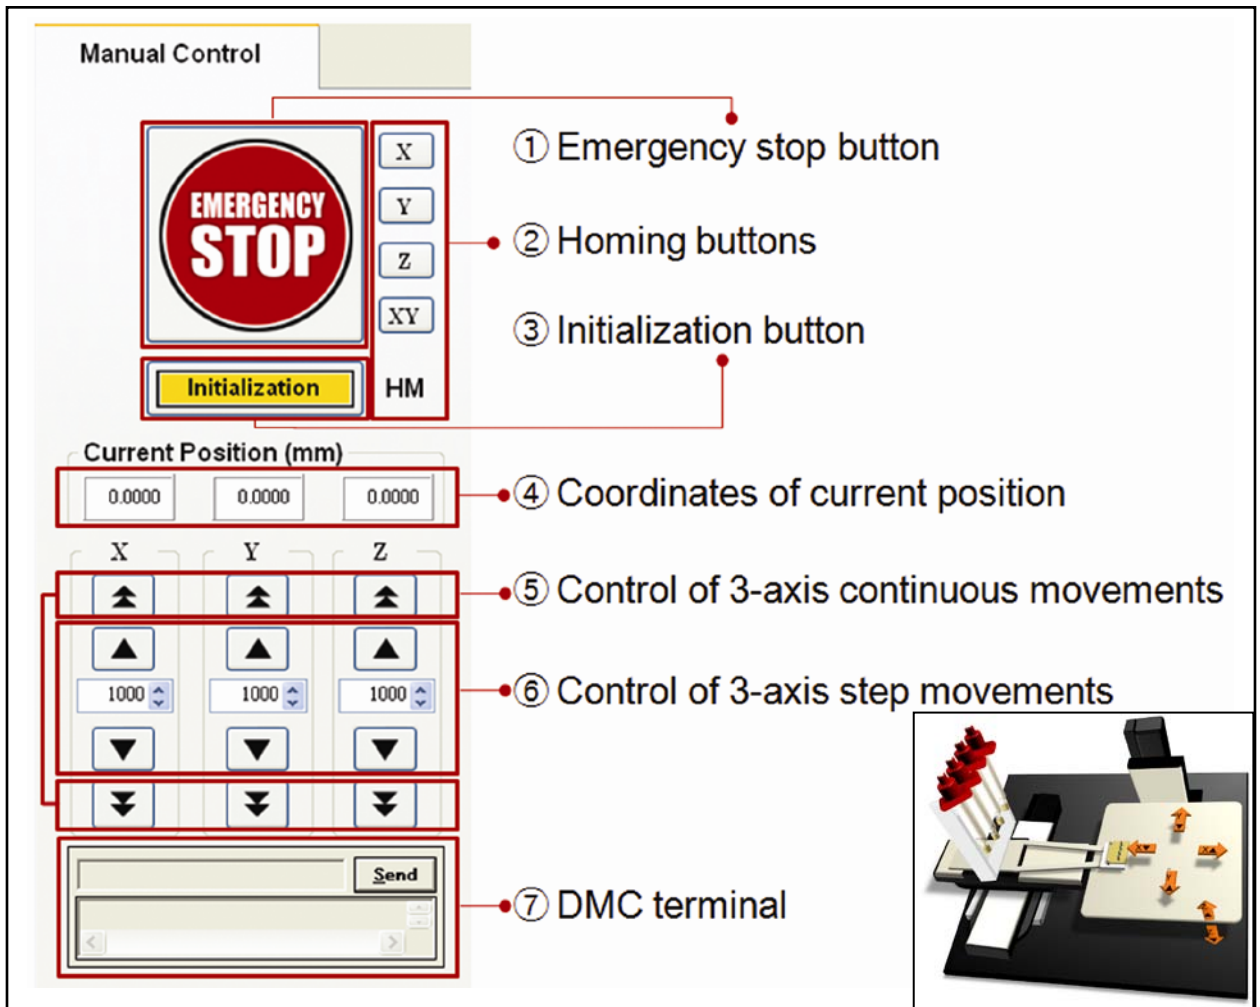 Manual Control
EMERGENCY
STOP
X
Y
Z
XY
Initialization
HM
① Emergency stop button
② Homing buttons
③ Initialization button
Current Position (mm)
0.0000 0.0000 0.0000
④ Coordinates of current position
X Y Z
⑤ Control of 3-axis continuous movements
1000 1000 1000
⑥ Control of 3-axis step movements
Send
⑦ DMC terminal
X▼
X▲